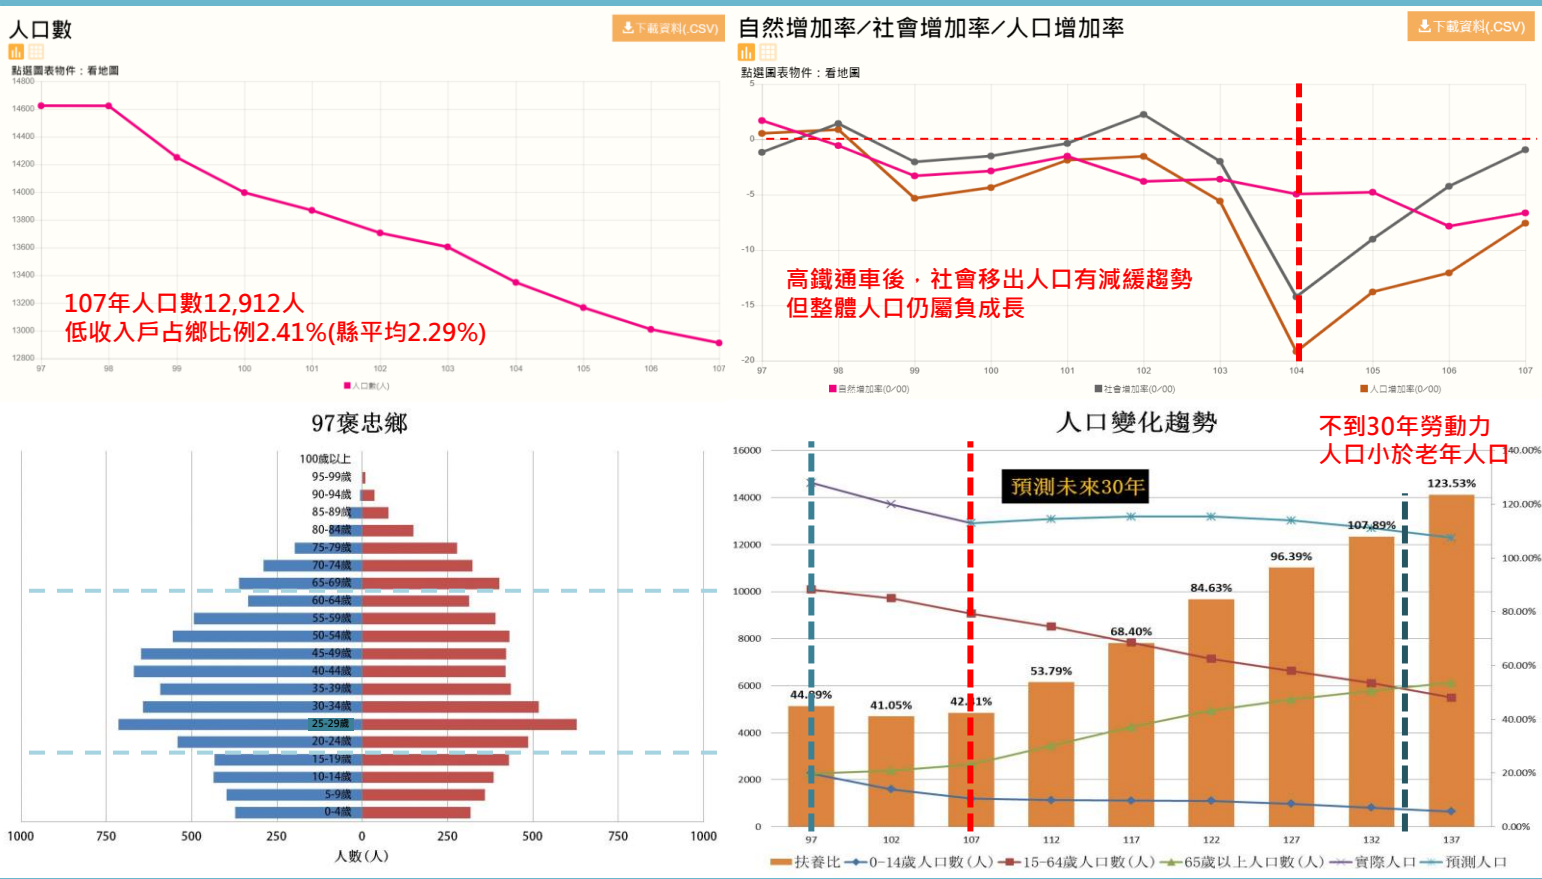 人口數
下載資料(.CSV)
點選圖表物件：看地圖
14800
14600
14400
14200
14000
13800
13600
13400
13200
13000
12800
97 98 99 100 101 102 103 104 105 106 107
人口數(人)
107年人口數12,912人
低收入戶占鄉比例2.41%(縣平均2.29%)
自然增加率/社會增加率/人口增加率
下載資料(.CSV)
點選圖表物件：看地圖
5
0
-5
-10
-15
-20
97 98 99 100 101 102 103 104 105 106 107
自然增加率(0/00) 社會增加率(0/00) 人口增加率(0/00)
高鐵通車後，社會移出人口有減緩趨勢
但整體人口仍屬負成長
97褒忠鄉
100歲以上
95-99歲
90-94歲
85-89歲
80-84歲
75-79歲
70-74歲
65-69歲
60-64歲
55-59歲
50-54歲
45-49歲
40-44歲
35-39歲
30-34歲
25-29歲
20-24歲
15-19歲
10-14歲
5-9歲
0-4歲
1000 750 500 250 0 250 500 750 1000
人數(人)
人口變化趨勢
不到30年勞動力
人口小於老年人口
預測未來30年
16000
14000
12000
10000
8000
6000
4000
2000
0
140.00%
120.00%
100.00%
80.00%
60.00%
40.00%
20.00%
0.00%
41.05%
53.79%
68.40%
84.63%
96.39%
107.89%
123.53%
97 102 107 112 117 122 127 132 137
扶養比 0-14歲人口數(人) 15-64歲人口數(人) 65歲以上人口數(人) 實際人口 預測人口